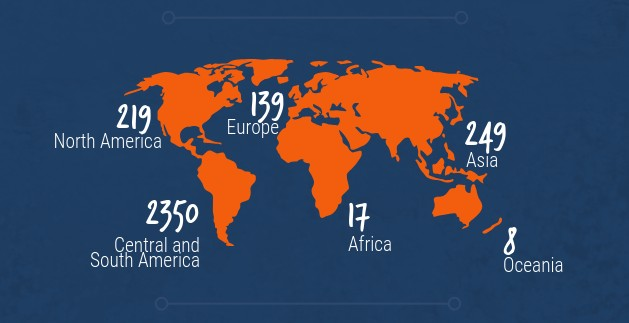 219
North America
139
Europe
249
Asia
2350
Central and
South America
17
Africa
8
Oceania